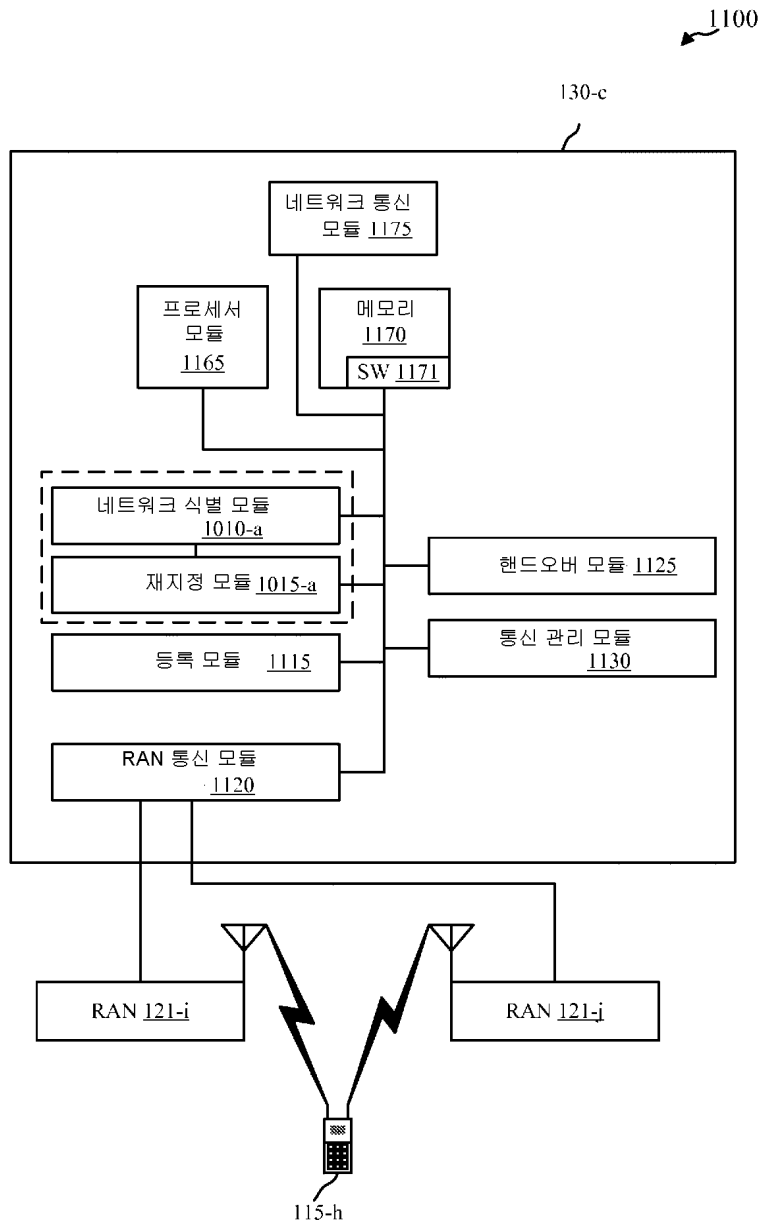 1100
130-c
네트워크 통신
모듈 1175
프로세서
모듈
1165
메모리
1170
SW 1171
네트워크 식별 모듈
1010-a
재지정 모듈 1015-a
핸드오버 모듈 1125
등록 모듈 1115
통신 관리 모듈
1130
RAN 통신 모듈
1120
RAN 121-i
RAN 121-j
115-h